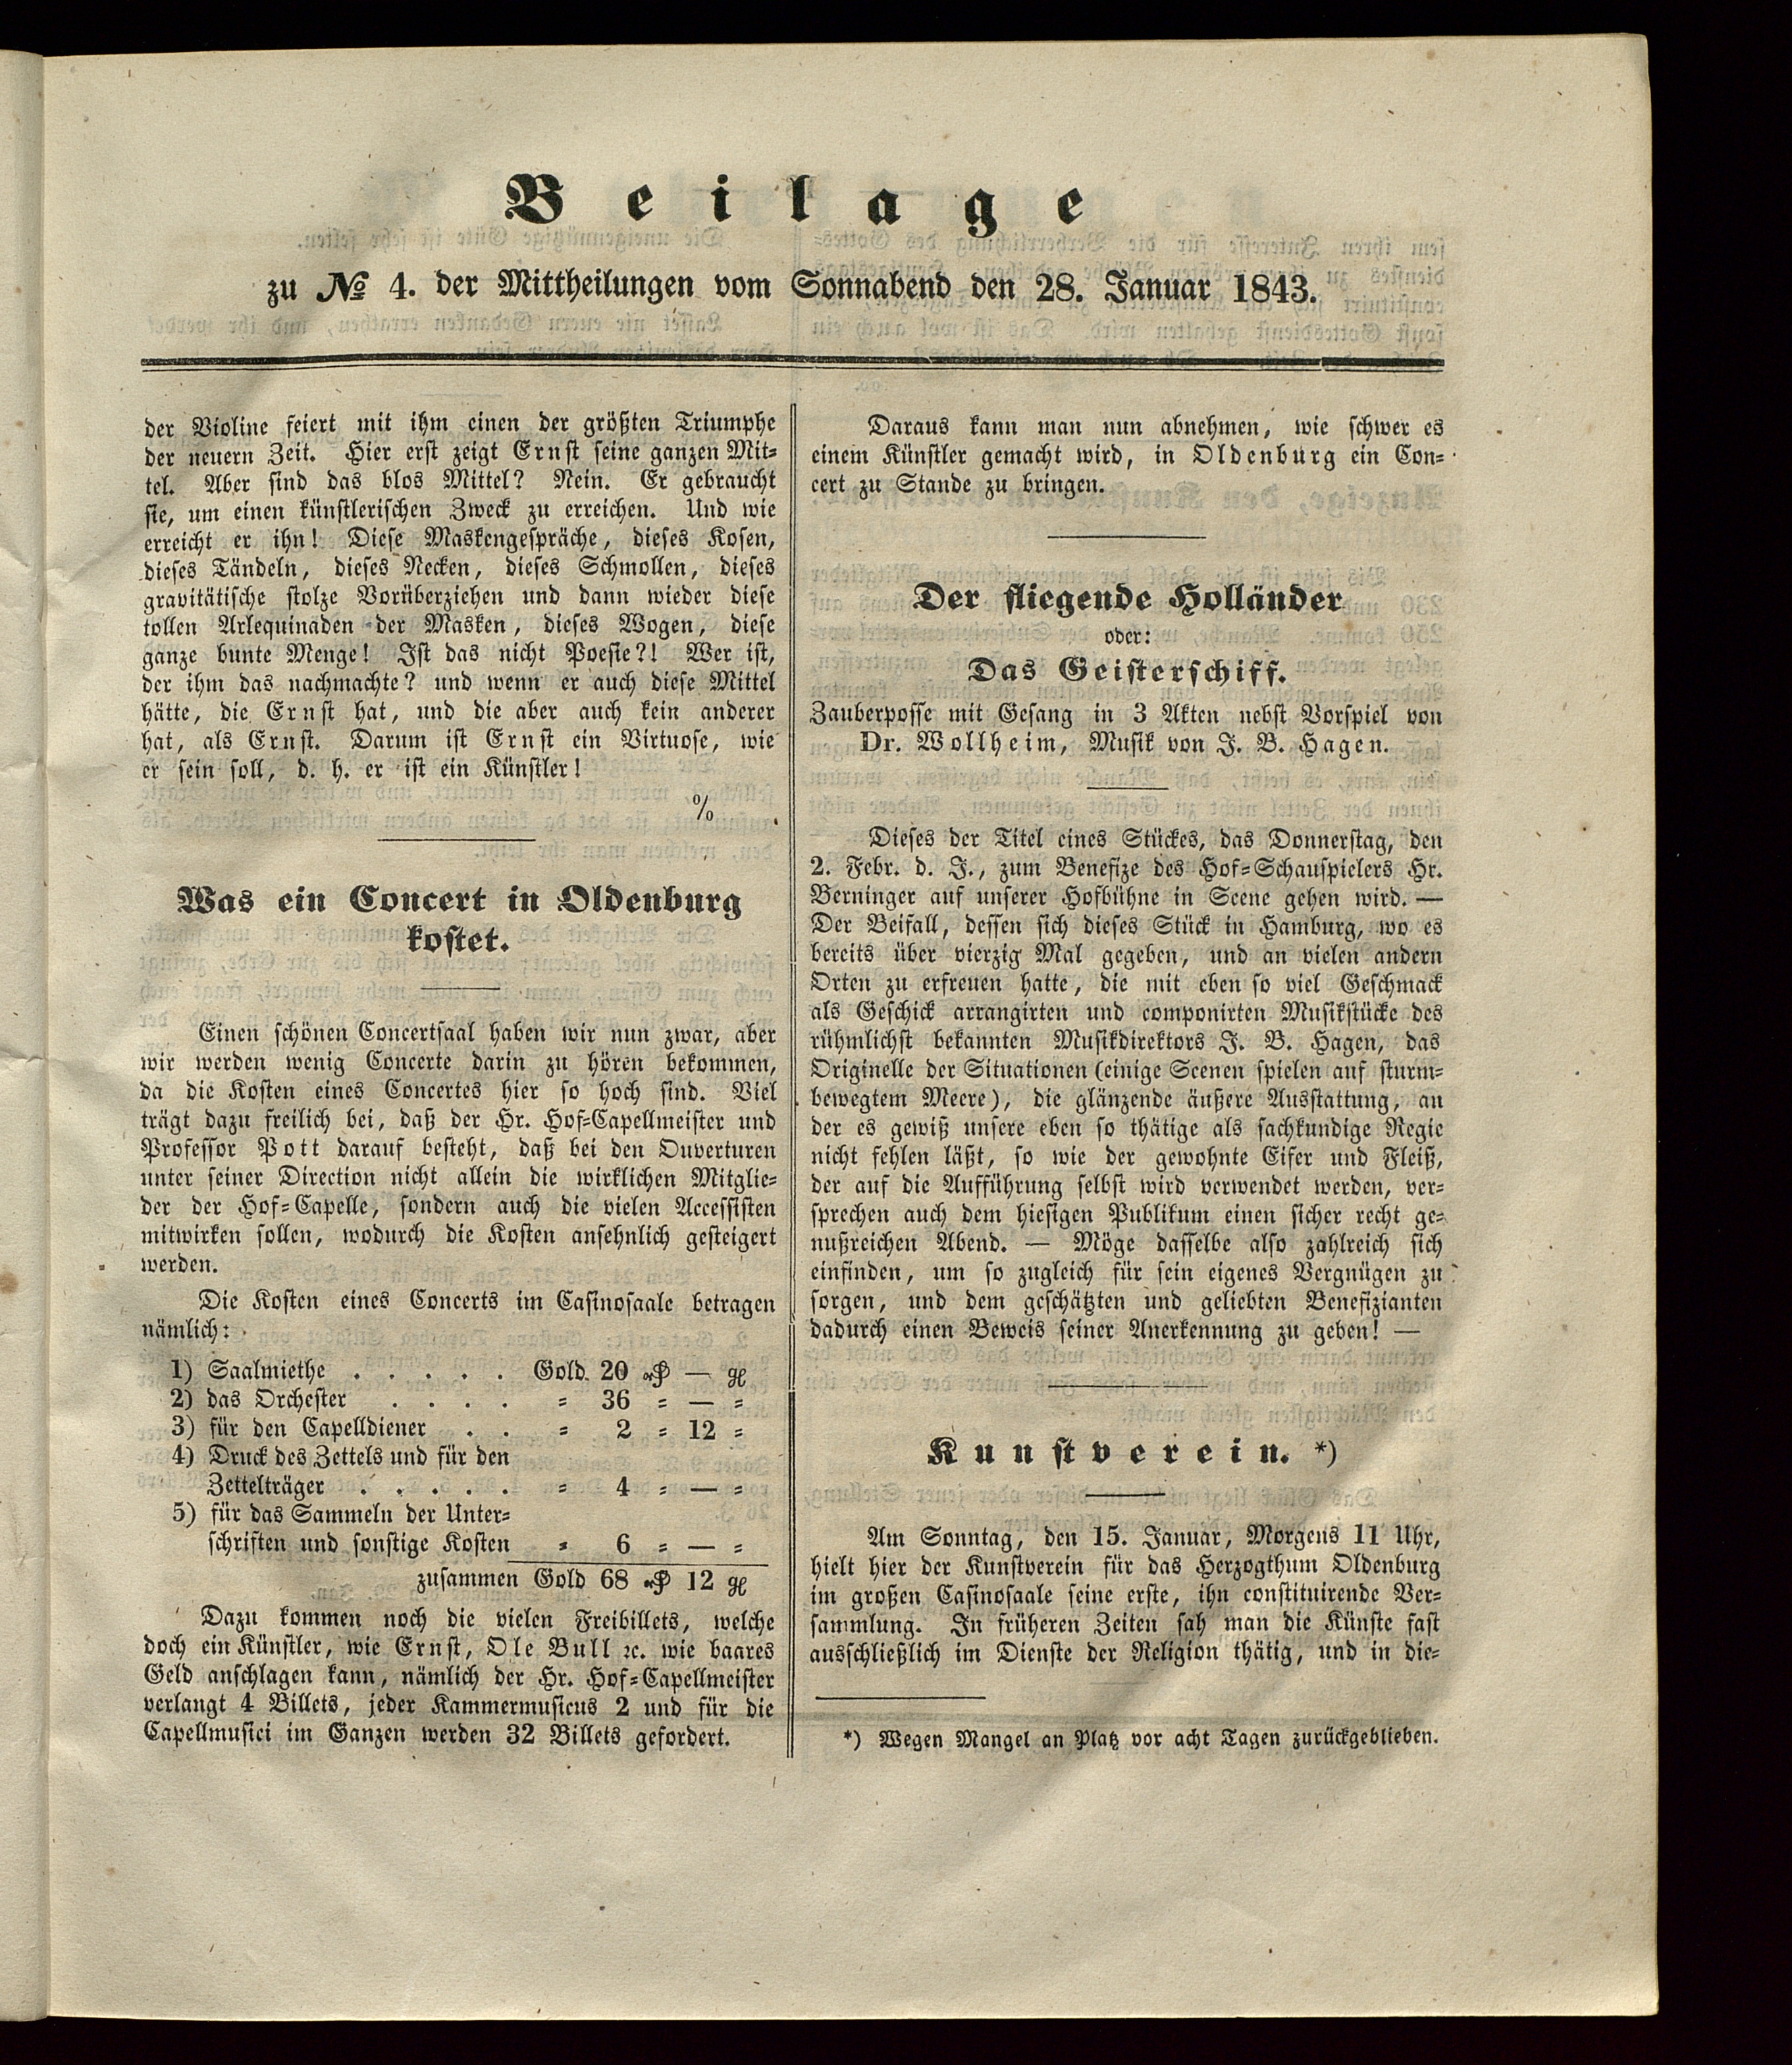 Beilage
zu № 4. der Mittheilungen vom Sonnabend den 28. Januar 1843.
der Violine feiert mit ihm einen der größten Triumphe
der neuern Zeit. Hier erst zeigt Ernst seine ganzen Mit-
tel. Aber sind das blos Mittel? Nein. Er gebraucht
sie, um einen künstlerischen Zweck zu erreichen. Und wie
erreicht er ihn! Diese Maskengespräche, dieses Kosen,
dieses Tändeln, dieses Necken, dieses Schmollen, dieses
gravitätische stolze Vorüberziehen und dann wieder diese
tollen Arlequinaden der Masken, dieses Wogen, diese
ganze bunte Menge! Ist das nicht Poesie?! Wer ist,
der ihm das nachmachte? und wenn er auch diese Mittel
hätte, die Ernst hat, und die aber auch kein anderer
hat, als Ernst. Darum ist Ernst ein Virtuose, wie
er sein soll, d. h. er ist ein Künstler!
%
Was ein Concert in Oldenburg
kostet.
Einen schönen Concertsaal haben wir nun zwar, aber
wir werden wenig Concerte darin zu hören bekommen,
da die Kosten eines Concertes hier so hoch sind. Viel
trägt dazu freilich bei, daß der Hr. Hof-Capellmeister und
Professor Pott darauf besteht, daß bei den Ouverturen
unter seiner Direction nicht allein die wirklichen Mitglie-
der der Hof-Capelle, sondern auch die vielen Accessisten
mitwirken sollen, wodurch die Kosten ansehnlich gesteigert
werden.
Die Kosten eines Concerts im Casinosaale betragen
nämlich:
1) Saalmiethe . . . . . Gold 20 ₰ — gl
2) das Orchester . . . . = 36 = — =
3) für den Capelldiener . . = 2 = 12 =
4) Druck des Zettels und für den
Zettelträger . . . . . = 4 = — =
5) für das Sammeln der Unter-
schriften und sonstige Kosten = 6 = — =
zusammen Gold 68 ₰ 12 gl
Dazu kommen noch die vielen Freibillets, welche
doch ein Künstler, wie Ernst, Ole Bull ꝛc. wie baares
Geld anschlagen kann, nämlich der Hr. Hof-Capellmeister
verlangt 4 Billets, jeder Kammermusicus 2 und für die
Capellmusici im Ganzen werden 32 Billets gefordert.
Daraus kann man nun abnehmen, wie schwer es
einem Künstler gemacht wird, in Oldenburg ein Con-
cert zu Stande zu bringen.
Der fliegende Holländer
oder:
Das Geisterschiff.
Zauberposse mit Gesang in 3 Akten nebst Vorspiel von
Dr. Wollheim, Musik von J. B. Hagen.
Dieses der Titel eines Stückes, das Donnerstag, den
2. Febr. d. J., zum Benefize des Hof-Schauspielers Hr.
Berninger auf unserer Hofbühne in Scene gehen wird. —
Der Beifall, dessen sich dieses Stück in Hamburg, wo es
bereits über vierzig Mal gegeben, und an vielen andern
Orten zu erfreuen hatte, die mit eben so viel Geschmack
als Geschick arrangirten und componirten Musikstücke des
rühmlichst bekannten Musikdirektors J. B. Hagen, das
Originelle der Situationen (einige Scenen spielen auf sturm-
bewegtem Meere), die glänzende äußere Ausstattung, an
der es gewiß unsere eben so thätige als sachkundige Regie
nicht fehlen läßt, so wie der gewohnte Eifer und Fleiß,
der auf die Aufführung selbst wird verwendet werden, ver-
sprechen auch dem hiesigen Publikum einen sicher recht ge-
nußreichen Abend. — Möge dasselbe also zahlreich sich
einfinden, um so zugleich für sein eigenes Vergnügen zu
sorgen, und dem geschätzten und geliebten Benefizianten
dadurch einen Beweis seiner Anerkennung zu geben! —
Kunstverein. *)
Am Sonntag, den 15. Januar, Morgens 11 Uhr,
hielt hier der Kunstverein für das Herzogthum Oldenburg
im großen Casinosaale seine erste, ihn constituirende Ver-
sammlung. In früheren Zeiten sah man die Künste fast
ausschließlich im Dienste der Religion thätig, und in die-
*) Wegen Mangel an Platz vor acht Tagen zurückgeblieben.